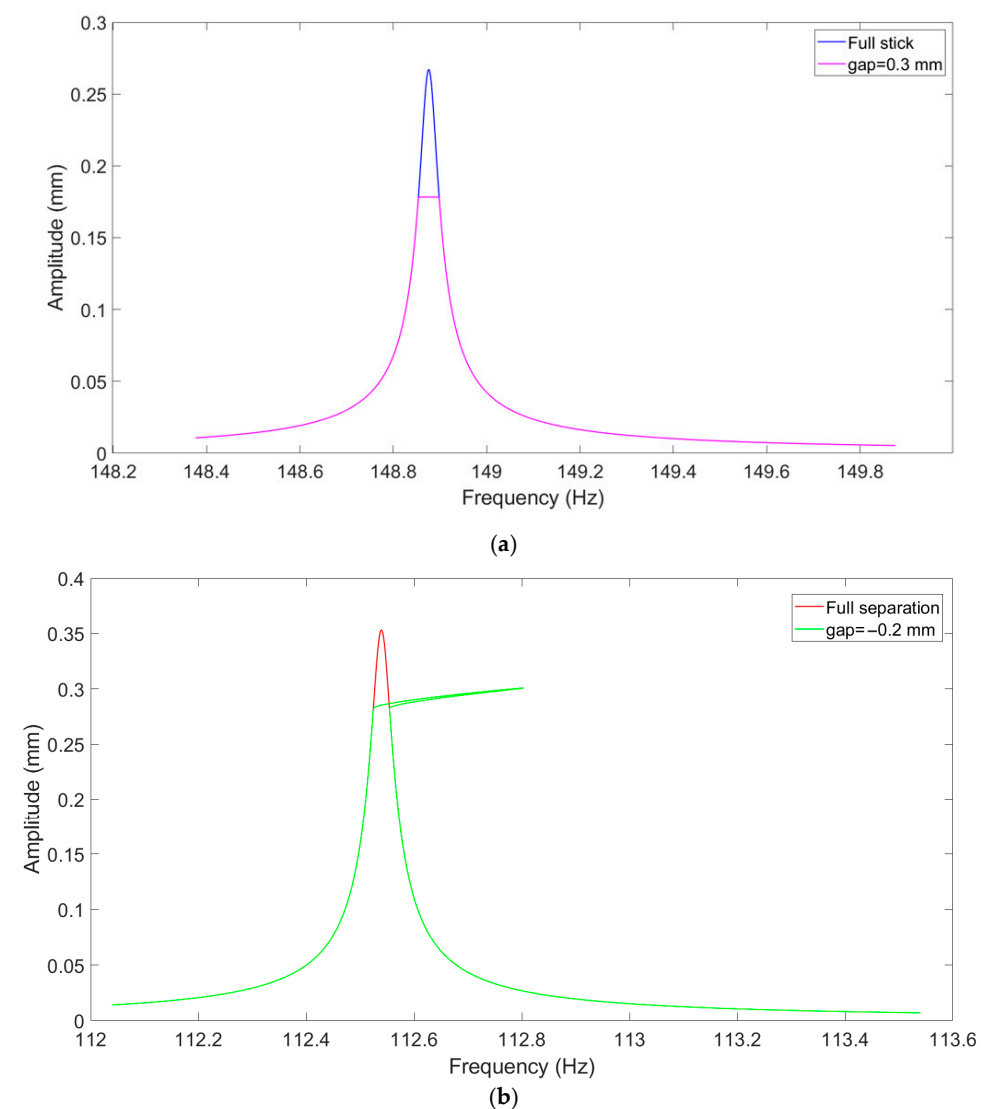 0.3
0.25
0.2
0.15
0.1
0.05
0
Amplitude (mm)
Full stick
gap=0.3 mm
148.2 148.4 148.6 148.8 149 149.2 149.4 149.6 149.8
Frequency (Hz)
(a)
0.4
0.35
0.3
0.25
0.2
0.15
0.1
0.05
0
Amplitude (mm)
Full separation
gap=−0.2 mm
112 112.2 112.4 112.6 112.8 113 113.2 113.4 113.6
Frequency (Hz)
(b)